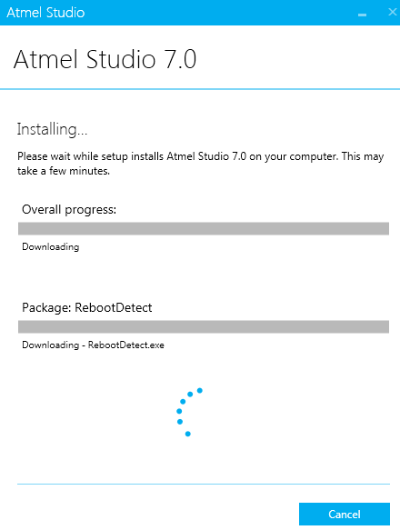 Atmel Studio
Atmel Studio 7.0
Installing...
Please wait while setup installs Atmel Studio 7.0 on your computer. This may
take a few minutes.
Overall progress:
Downloading
Package: RebootDetect
Downloading - RebootDetect.exe
Cancel